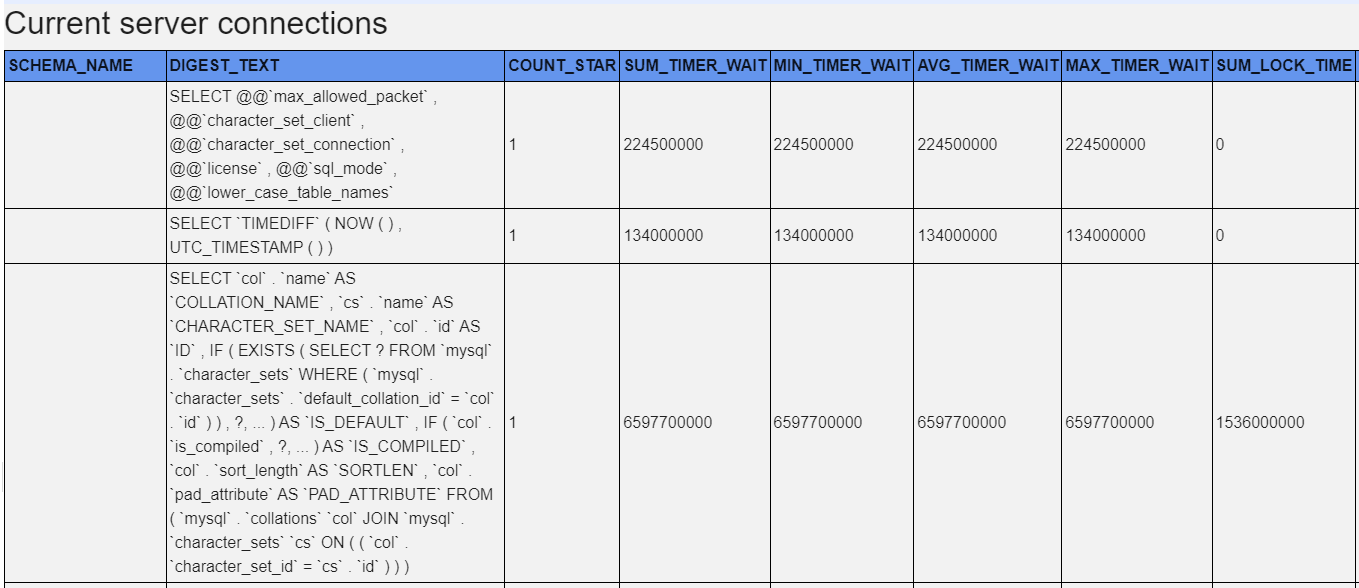 Current server connections
SCHEMA_NAME DIGEST_TEXT COUNT_STAR SUM_TIMER_WAIT MIN_TIMER_WAIT AVG_TIMER_WAIT MAX_TIMER_WAIT SUM_LOCK_TIME
SELECT @@`max_allowed_packet` ,
@@`character_set_client` ,
@@`character_set_connection` ,
@@`license` , @@`sql_mode` ,
@@`lower_case_table_names`
1 224500000 224500000 224500000 224500000 0
SELECT `TIMEDIFF` ( NOW ( ) ,
UTC_TIMESTAMP ( ) )
1 134000000 134000000 134000000 134000000 0
SELECT `col` . `name` AS
`COLLATION_NAME` , `cs` . `name` AS
`CHARACTER_SET_NAME` , `col` . `id` AS
`ID` , IF ( EXISTS ( SELECT ? FROM `mysql`
. `character_sets` WHERE ( `mysql` .
`character_sets` . `default_collation_id` = `col`
. `id` ) ) , ?, ... ) AS `IS_DEFAULT` , IF ( `col` .
`is_compiled` , ?, ... ) AS `IS_COMPILED` ,
`col` . `sort_length` AS `SORTLEN` , `col` .
`pad_attribute` AS `PAD_ATTRIBUTE` FROM
( `mysql` . `collations` `col` JOIN `mysql` .
`character_sets` `cs` ON ( ( `col` .
`character_set_id` = `cs` . `id` ) ) )
1 6597700000 6597700000 6597700000 6597700000 1536000000